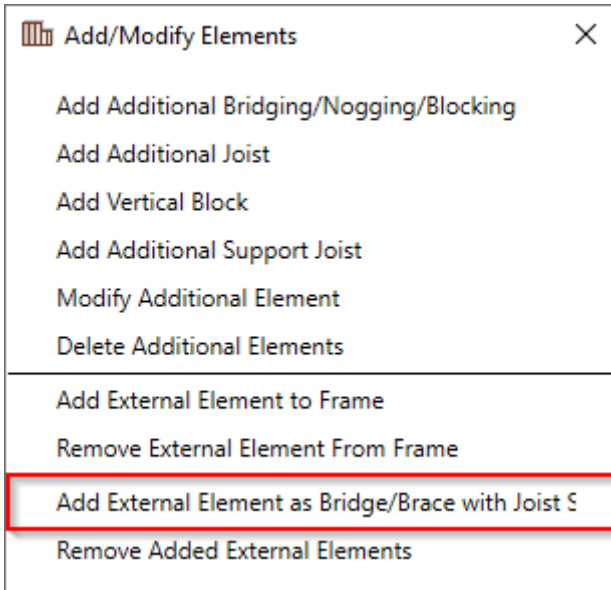 Add/Modify Elements
Add Additional Bridging/Nogging/Blocking
Add Additional Joist
Add Vertical Block
Add Additional Support Joist
Modify Additional Element
Delete Additional Elements
Add External Element to Frame
Remove External Element From Frame
Add External Element as Bridge/Brace with Joist S
Remove Added External Elements